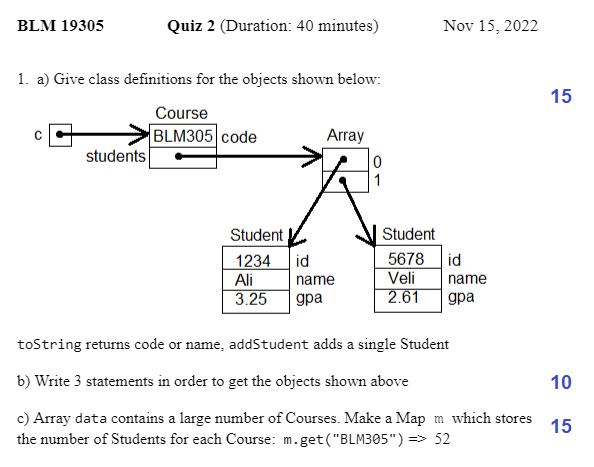 BLM 19305 Quiz 2 (Duration: 40 minutes) Nov 15, 2022
1. a) Give class definitions for the objects shown below:
15
Course
c BLM305 code Array
students
0
1
Student Student
1234 id 5678 id
Ali name Veli name
3.25 gpa 2.61 gpa
toString returns code or name, addStudent adds a single Student
b) Write 3 statements in order to get the objects shown above 10
c) Array data contains a large number of Courses. Make a Map m which stores 15
the number of Students for each Course: m.get("BLM305") => 52